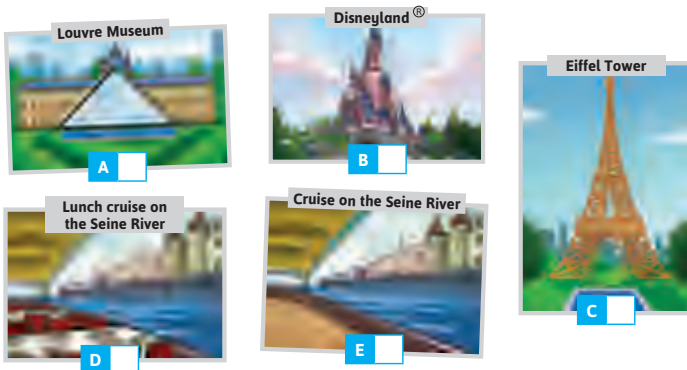 Louvre Museum
A
Disneyland®
B
Eiffel Tower
C
Lunch cruise on
the Seine River
D
Cruise on the Seine River
E